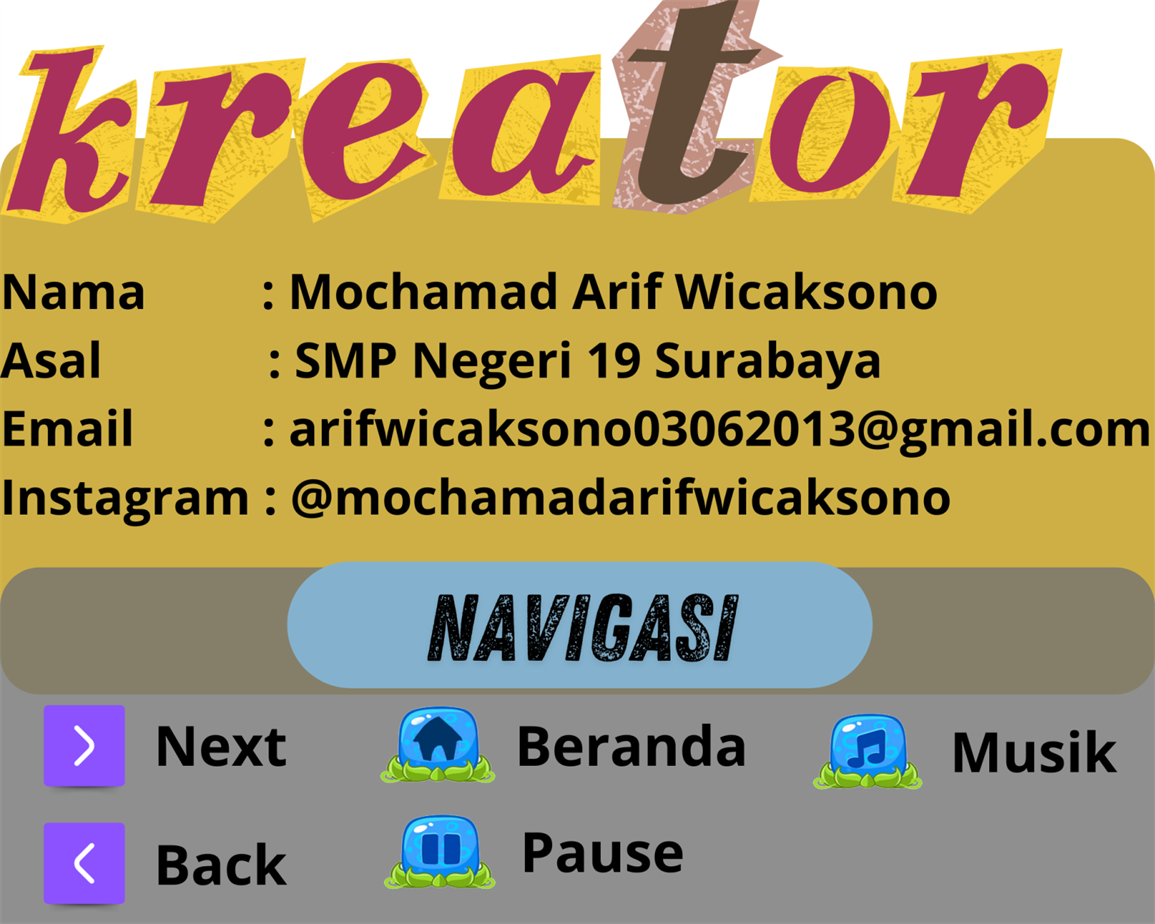 kreator
Nama : Mochamad Arif Wicaksono
Asal : SMP Negeri 19 Surabaya
Email : arifwicaksono03062013@gmail.com
Instagram : @mochamadarifwicaksono
NAVIGASI
Next Beranda Musik
Back Pause